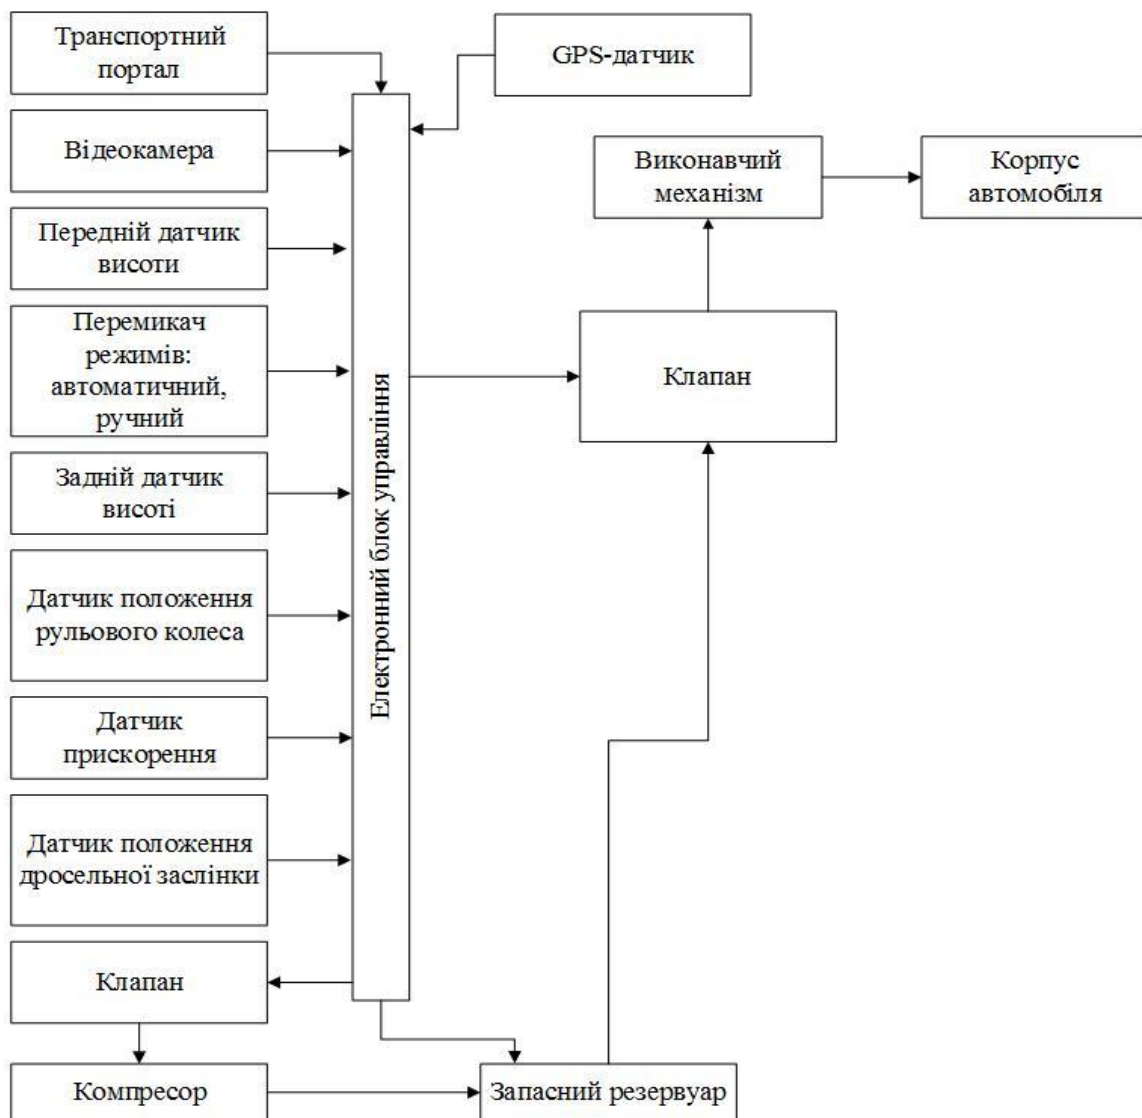 Транспортний
портал
GPS-датчик
Відеокамера
Виконавчий
механізм
Корпус
автомобіля
Передній датчик
висоти
Перемикач
режимів:
автоматичний,
ручний
Клапан
Електронний блок управління
Задній датчик
висоті
Датчик положення
рульового колеса
Датчик
прискорення
Датчик положення
дросельної заслінки
Клапан
Компресор
Запасний резервуар